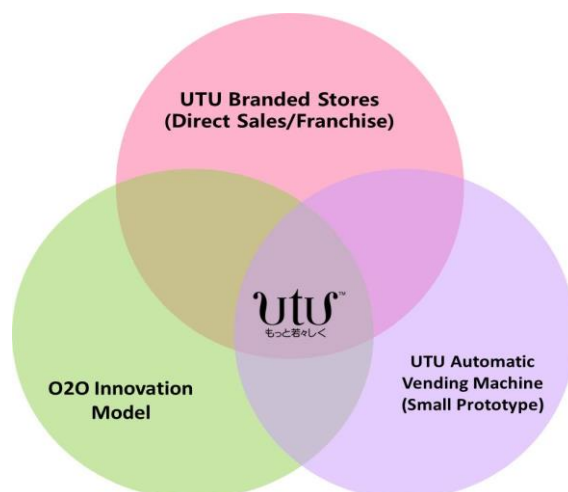 UTU Branded Stores
(Direct Sales/Franchise)
utu™
もっと若々しく
O2O Innovation
Model
UTU Automatic
Vending Machine
(Small Prototype)